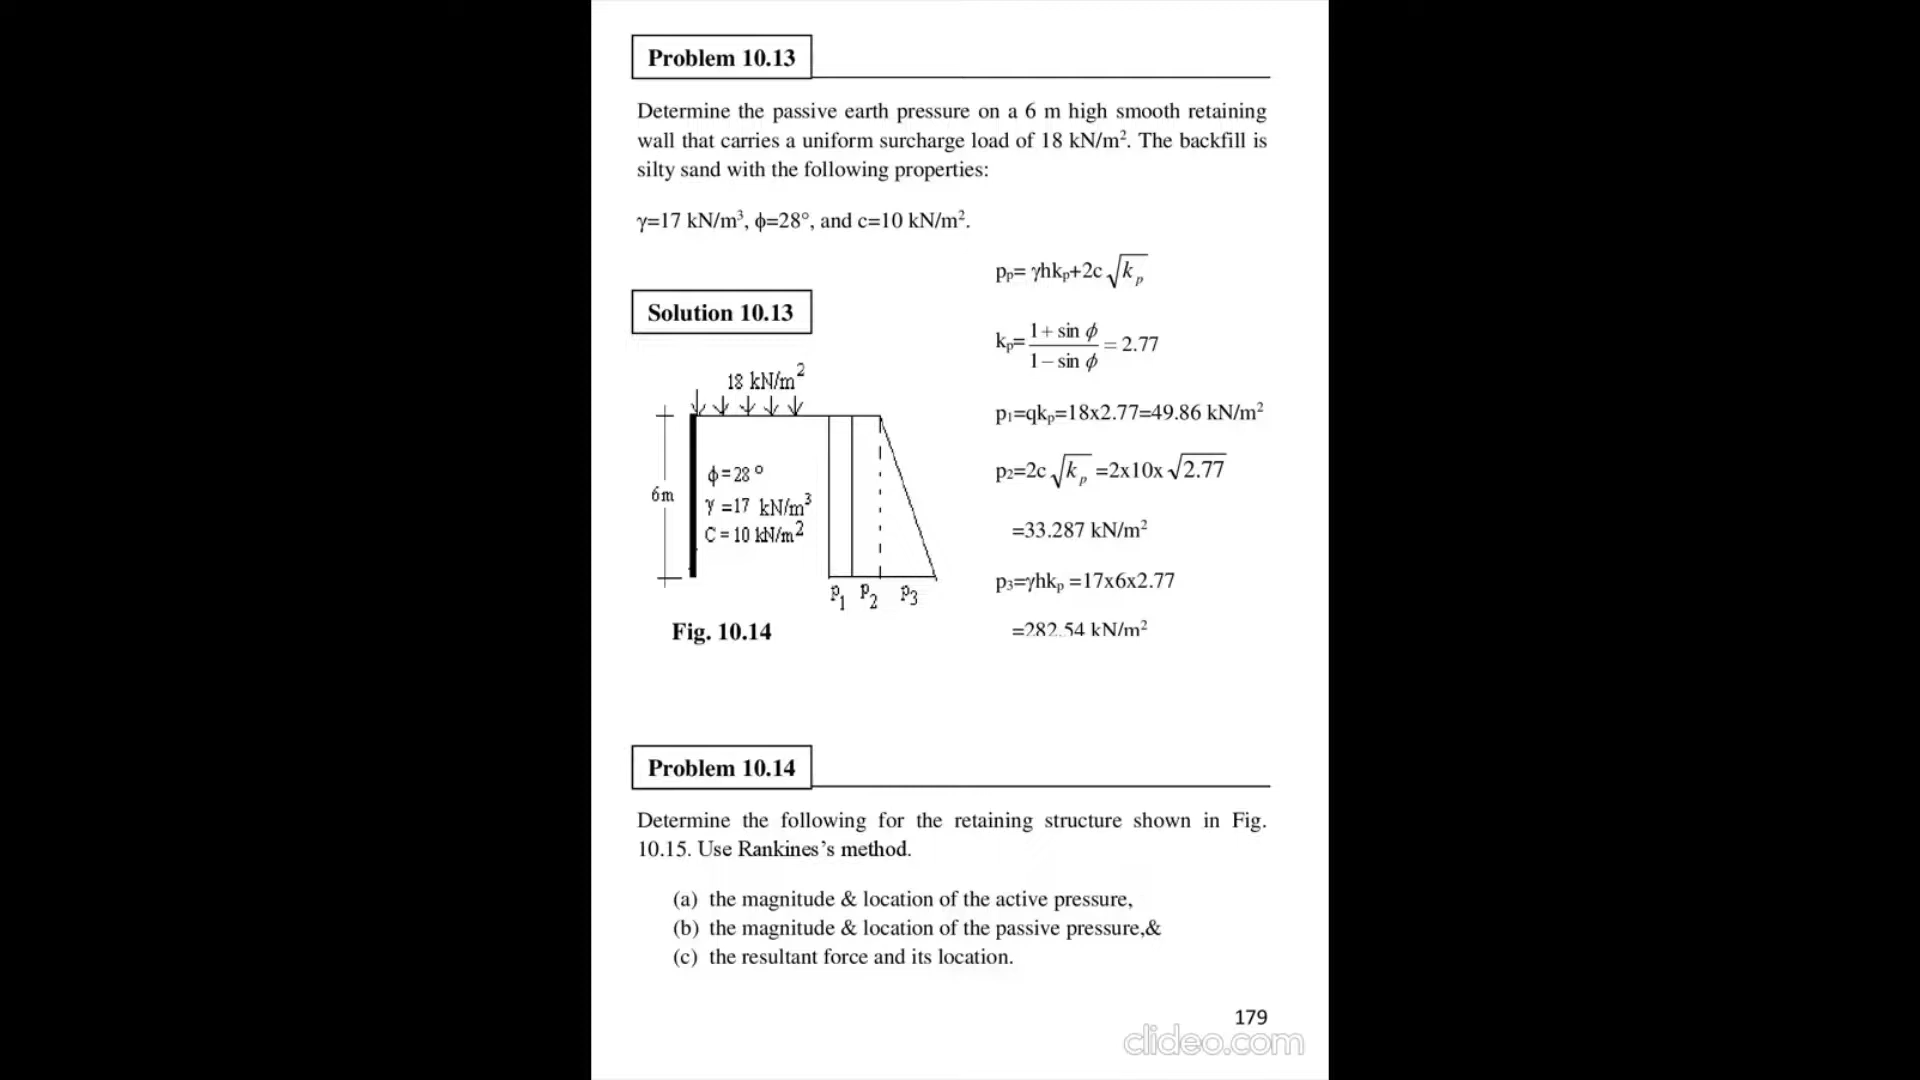 Problem 10.13
Determine the passive earth pressure on a 6 m high smooth retaining
wall that carries a uniform surcharge load of 18 kN/m². The backfill is
silty sand with the following properties:
γ=17 kN/m³, ϕ=28°, and c=10 kN/m².
pₚ= γhkₚ+2c√kₚ
Solution 10.13
kₚ= (1+ sin ϕ)/(1− sin ϕ) = 2.77
18 kN/m²
p₁=qkₚ=18x2.77=49.86 kN/m²
ϕ=28°
p₂=2c√kₚ =2x10x√2.77
6m
γ =17 kN/m³
C = 10 kN/m²
=33.287 kN/m²
p₃=γhkₚ =17x6x2.77
P₁ P₂ P₃
Fig. 10.14
=282.54 kN/m²
Problem 10.14
Determine the following for the retaining structure shown in Fig.
10.15. Use Rankines’s method.
(a) the magnitude & location of the active pressure,
(b) the magnitude & location of the passive pressure,&
(c) the resultant force and its location.
179
clideo.com